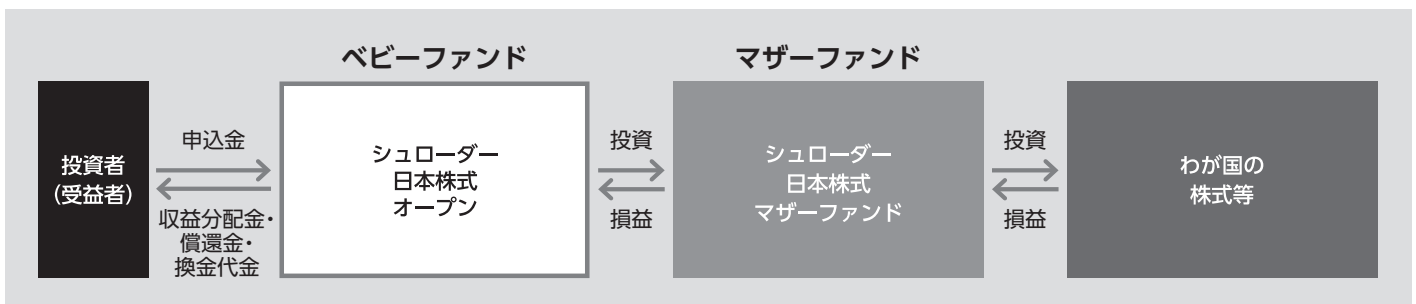 ベビーファンド
マザーファンド
投資者
(受益者)
申込金
収益分配金・
償還金・
換金代金
シュローダー
日本株式
オープン
投資
損益
シュローダー
日本株式
マザーファンド
投資
損益
わが国の
株式等